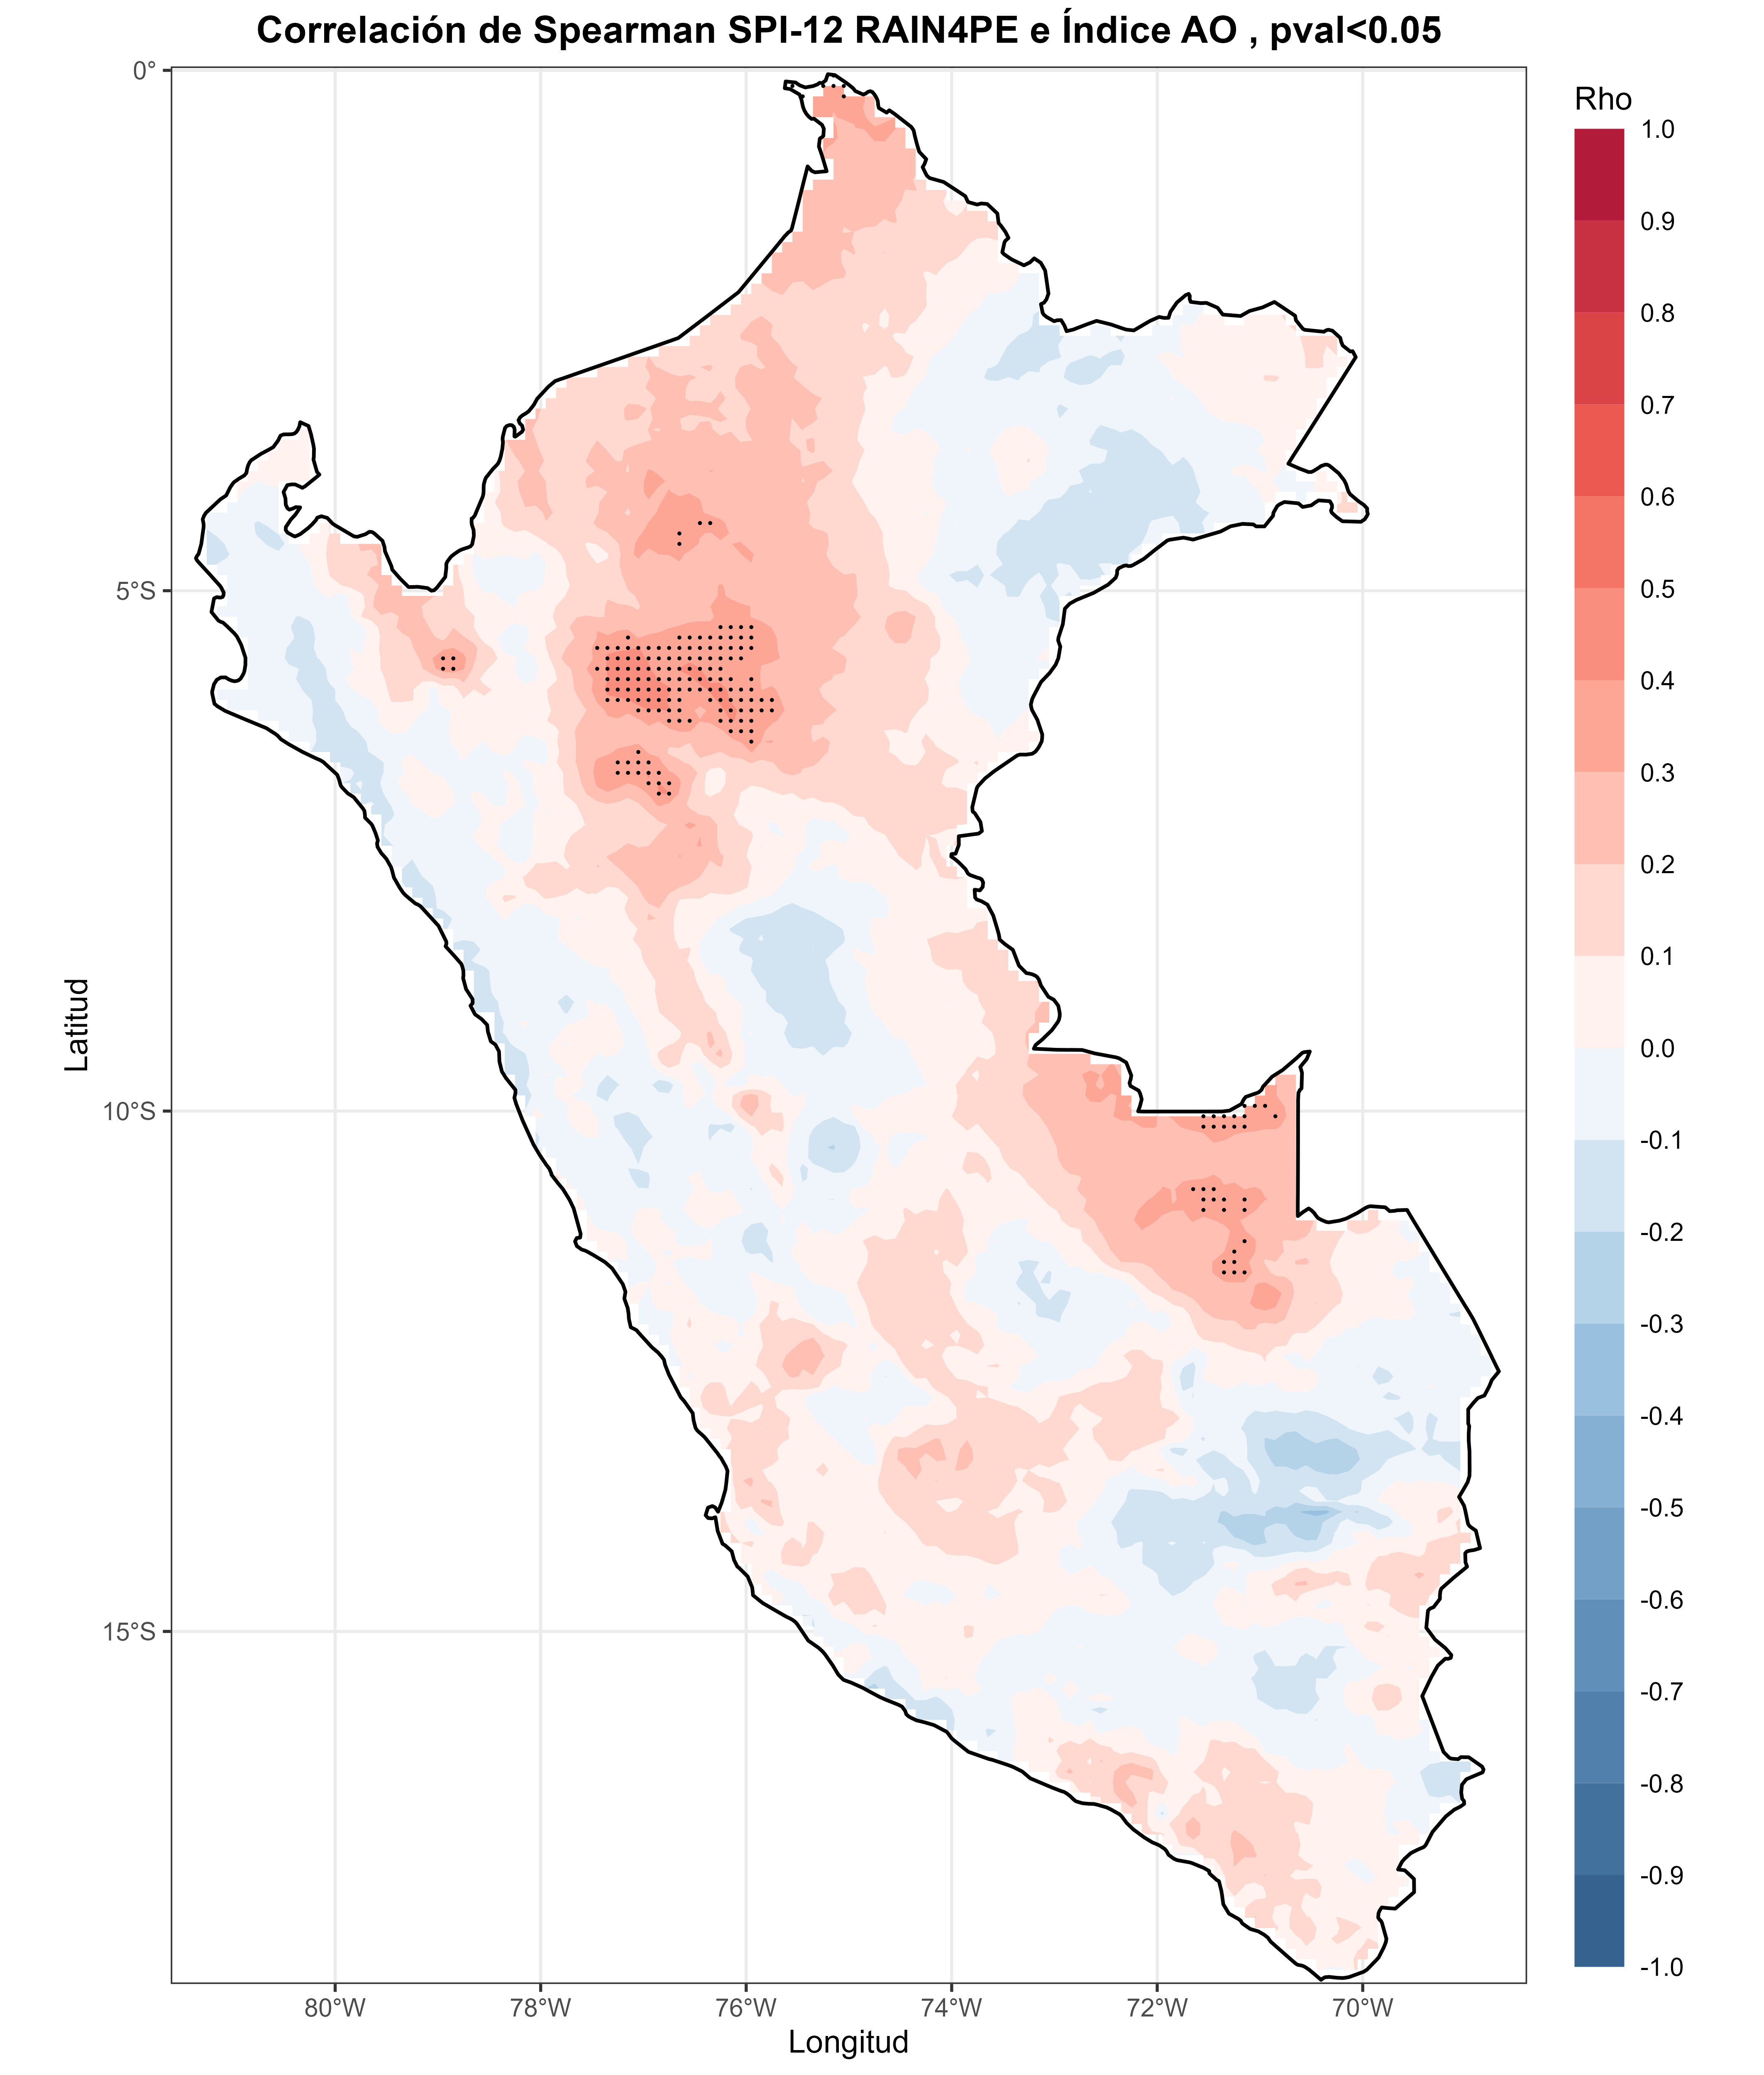 Correlación de Spearman SPI-12 RAIN4PE e Índice AO , pval<0.05
Rho
1.0
0.9
0.8
0.7
0.6
0.5
0.4
0.3
0.2
0.1
0.0
-0.1
-0.2
-0.3
-0.4
-0.5
-0.6
-0.7
-0.8
-0.9
-1.0
Latitud
0°
5°S
10°S
15°S
80°W 78°W 76°W 74°W 72°W 70°W
Longitud